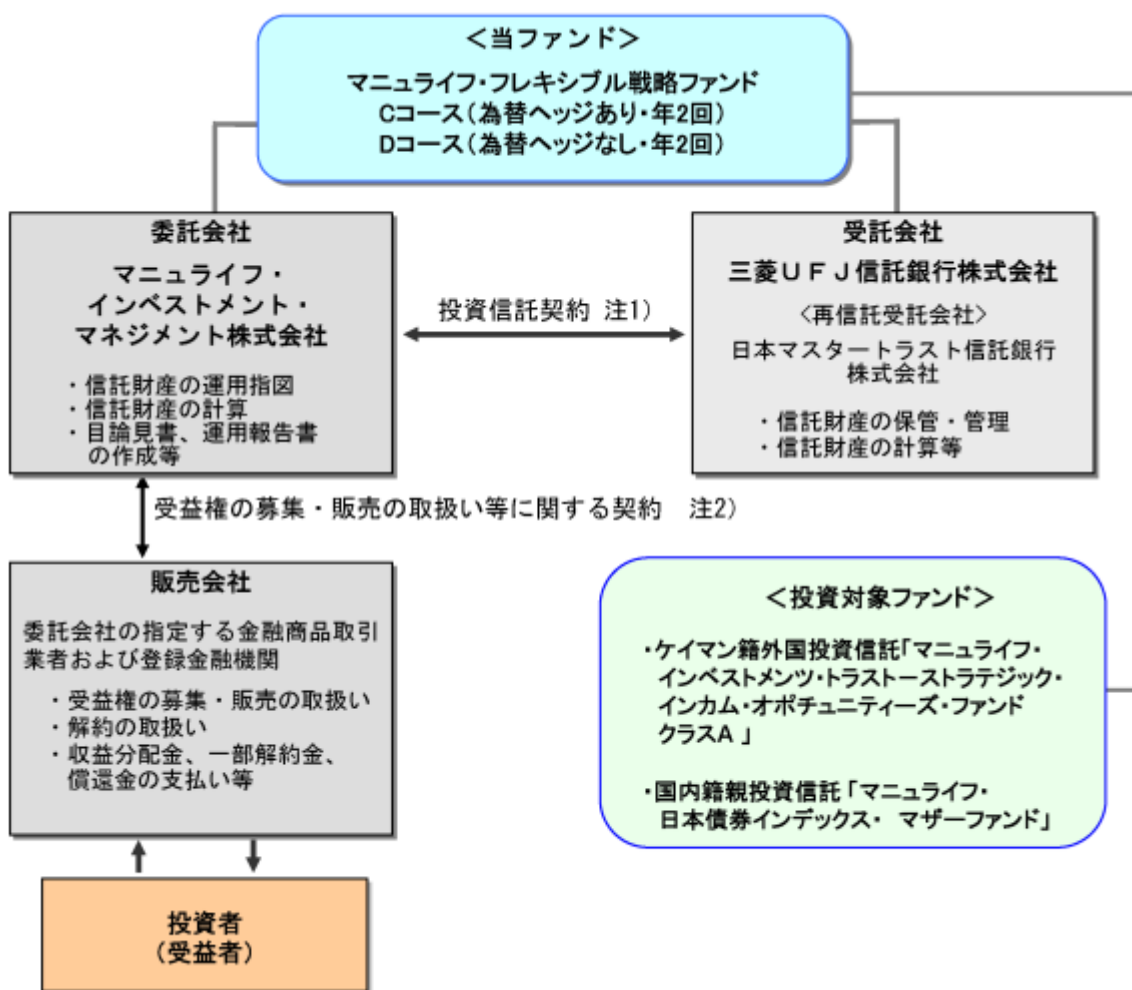 ＜当ファンド＞
マニュライフ・フレキシブル戦略ファンド
Cコース（為替ヘッジあり・年2回）
Dコース（為替ヘッジなし・年2回）
委託会社
マニュライフ・
インベストメント・
マネジメント株式会社
・信託財産の運用指図
・信託財産の計算
・目論見書、運用報告書
の作成等
投資信託契約 注1）
受託会社
三菱ＵＦＪ信託銀行株式会社
〈再信託受託会社〉
日本マスタートラスト信託銀行
株式会社
・信託財産の保管・管理
・信託財産の計算等
受益権の募集・販売の取扱い等に関する契約　注2）
販売会社
委託会社の指定する金融商品取引
業者および登録金融機関
・受益権の募集・販売の取扱い
・解約の取扱い
・収益分配金、一部解約金、
償還金の支払い等
＜投資対象ファンド＞
・ケイマン籍外国投資信託「マニュライフ・
インベストメンツ・トラストーストラテジック・
インカム・オポチュニティーズ・ファンド
クラスA 」
・国内籍親投資信託「マニュライフ・
日本債券インデックス・ マザーファンド」
投資者
（受益者）